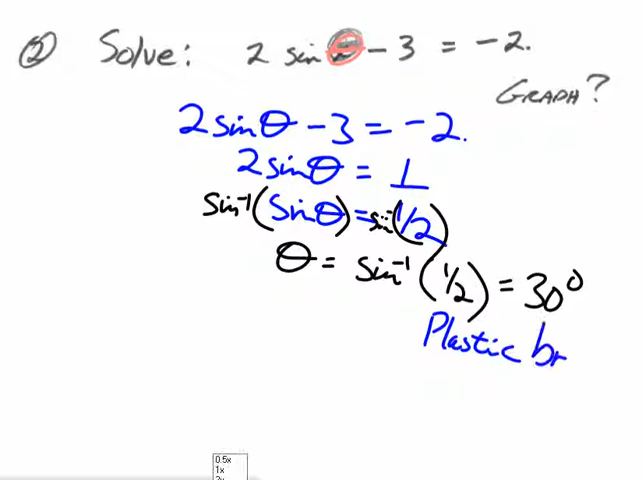 ② Solve: 2 sin θ - 3 = -2.
GRAPH?
2sinθ - 3 = -2.
2sinθ = 1
sin⁻¹(sinθ) = sin⁻¹(1/2)
θ = sin⁻¹(1/2) = 30°
Plastic br
0.5x
1x